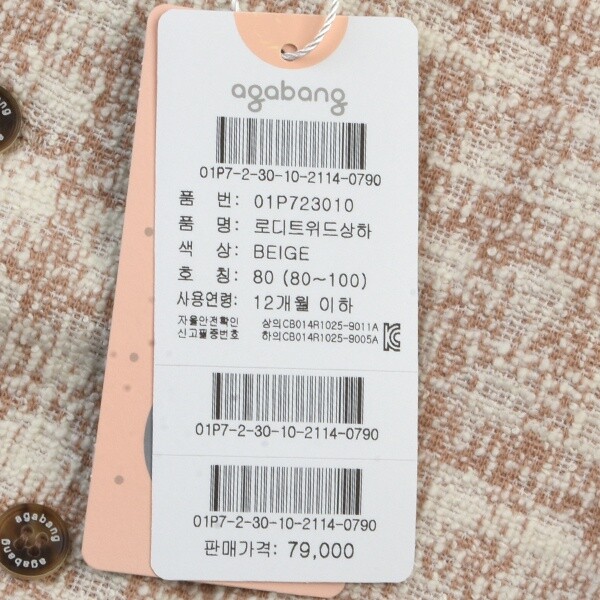 agabang
01P7-2-30-10-2114-0790
품 번: 01P723010
품 명: 로디트위드상하
색 상: BEIGE
호 칭: 80 (80~100)
사용연령: 12개월 이하
자율안전확인 상의CB014R1025-9011A
신고필증번호 하의CB014R1025-9005A
01P7-2-30-10-2114-0790
01P7-2-30-10-2114-0790
판매가격: 79,000
agabang
agabang